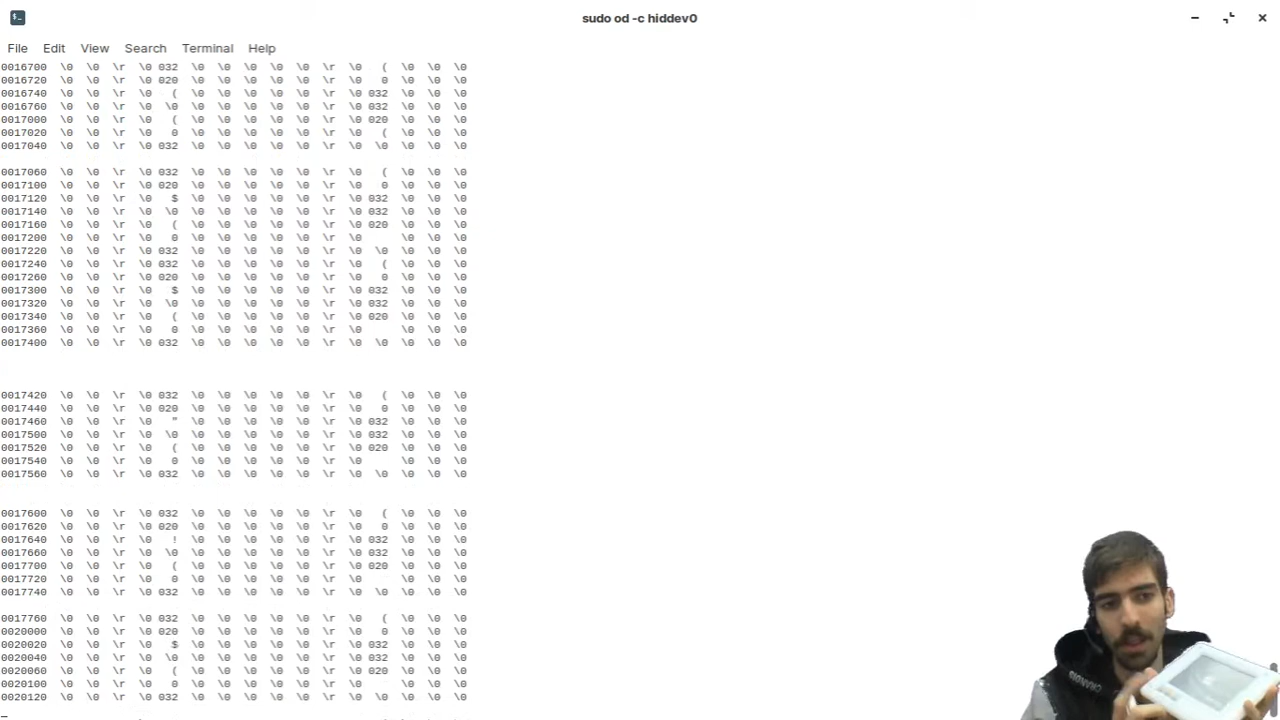 sudo od -c hiddev0
File Edit View Search Terminal Help
0016700 \0 \0 \r \0 032 \0 \0 \0 \0 \0 \r \0 ( \0 \0 \0
0016720 \0 \0 \r \0 020 \0 \0 \0 \0 \0 \r \0 0 \0 \0 \0
0016740 \0 \0 \r \0 ( \0 \0 \0 \0 \0 \r \0 032 \0 \0 \0
0016760 \0 \0 \r \0 \0 \0 \0 \0 \0 \0 \r \0 032 \0 \0 \0
0017000 \0 \0 \r \0 ( \0 \0 \0 \0 \0 \r \0 020 \0 \0 \0
0017020 \0 \0 \r \0 0 \0 \0 \0 \0 \0 \r \0 ( \0 \0 \0
0017040 \0 \0 \r \0 032 \0 \0 \0 \0 \0 \r \0 \0 \0 \0 \0
0017060 \0 \0 \r \0 032 \0 \0 \0 \0 \0 \r \0 ( \0 \0 \0
0017100 \0 \0 \r \0 020 \0 \0 \0 \0 \0 \r \0 0 \0 \0 \0
0017120 \0 \0 \r \0 $ \0 \0 \0 \0 \0 \r \0 032 \0 \0 \0
0017140 \0 \0 \r \0 \0 \0 \0 \0 \0 \0 \r \0 032 \0 \0 \0
0017160 \0 \0 \r \0 ( \0 \0 \0 \0 \0 \r \0 020 \0 \0 \0
0017200 \0 \0 \r \0 0 \0 \0 \0 \0 \0 \r \0 \0 \0 \0
0017220 \0 \0 \r \0 032 \0 \0 \0 \0 \0 \r \0 \0 \0 \0 \0
0017240 \0 \0 \r \0 032 \0 \0 \0 \0 \0 \r \0 ( \0 \0 \0
0017260 \0 \0 \r \0 020 \0 \0 \0 \0 \0 \r \0 0 \0 \0 \0
0017300 \0 \0 \r \0 $ \0 \0 \0 \0 \0 \r \0 032 \0 \0 \0
0017320 \0 \0 \r \0 \0 \0 \0 \0 \0 \0 \r \0 032 \0 \0 \0
0017340 \0 \0 \r \0 ( \0 \0 \0 \0 \0 \r \0 020 \0 \0 \0
0017360 \0 \0 \r \0 0 \0 \0 \0 \0 \0 \r \0 \0 \0 \0
0017400 \0 \0 \r \0 032 \0 \0 \0 \0 \0 \r \0 \0 \0 \0 \0
0017420 \0 \0 \r \0 032 \0 \0 \0 \0 \0 \r \0 ( \0 \0 \0
0017440 \0 \0 \r \0 020 \0 \0 \0 \0 \0 \r \0 0 \0 \0 \0
0017460 \0 \0 \r \0 " \0 \0 \0 \0 \0 \r \0 032 \0 \0 \0
0017500 \0 \0 \r \0 \0 \0 \0 \0 \0 \0 \r \0 032 \0 \0 \0
0017520 \0 \0 \r \0 ( \0 \0 \0 \0 \0 \r \0 020 \0 \0 \0
0017540 \0 \0 \r \0 0 \0 \0 \0 \0 \0 \r \0 \0 \0 \0
0017560 \0 \0 \r \0 032 \0 \0 \0 \0 \0 \r \0 \0 \0 \0 \0
0017600 \0 \0 \r \0 032 \0 \0 \0 \0 \0 \r \0 ( \0 \0 \0
0017620 \0 \0 \r \0 020 \0 \0 \0 \0 \0 \r \0 0 \0 \0 \0
0017640 \0 \0 \r \0 ! \0 \0 \0 \0 \0 \r \0 032 \0 \0 \0
0017660 \0 \0 \r \0 \0 \0 \0 \0 \0 \0 \r \0 032 \0 \0 \0
0017700 \0 \0 \r \0 ( \0 \0 \0 \0 \0 \r \0 020 \0 \0 \0
0017720 \0 \0 \r \0 0 \0 \0 \0 \0 \0 \r \0 \0 \0 \0
0017740 \0 \0 \r \0 032 \0 \0 \0 \0 \0 \r \0 \0 \0 \0 \0
0017760 \0 \0 \r \0 032 \0 \0 \0 \0 \0 \r \0 ( \0 \0 \0
0020000 \0 \0 \r \0 020 \0 \0 \0 \0 \0 \r \0 0 \0 \0 \0
0020020 \0 \0 \r \0 $ \0 \0 \0 \0 \0 \r \0 032 \0 \0 \0
0020040 \0 \0 \r \0 \0 \0 \0 \0 \0 \0 \r \0 032 \0 \0 \0
0020060 \0 \0 \r \0 ( \0 \0 \0 \0 \0 \r \0 020 \0 \0 \0
0020100 \0 \0 \r \0 0 \0 \0 \0 \0 \0 \r \0 \0 \0 \0
0020120 \0 \0 \r \0 032 \0 \0 \0 \0 \0 \r \0 \0 \0 \0 \0